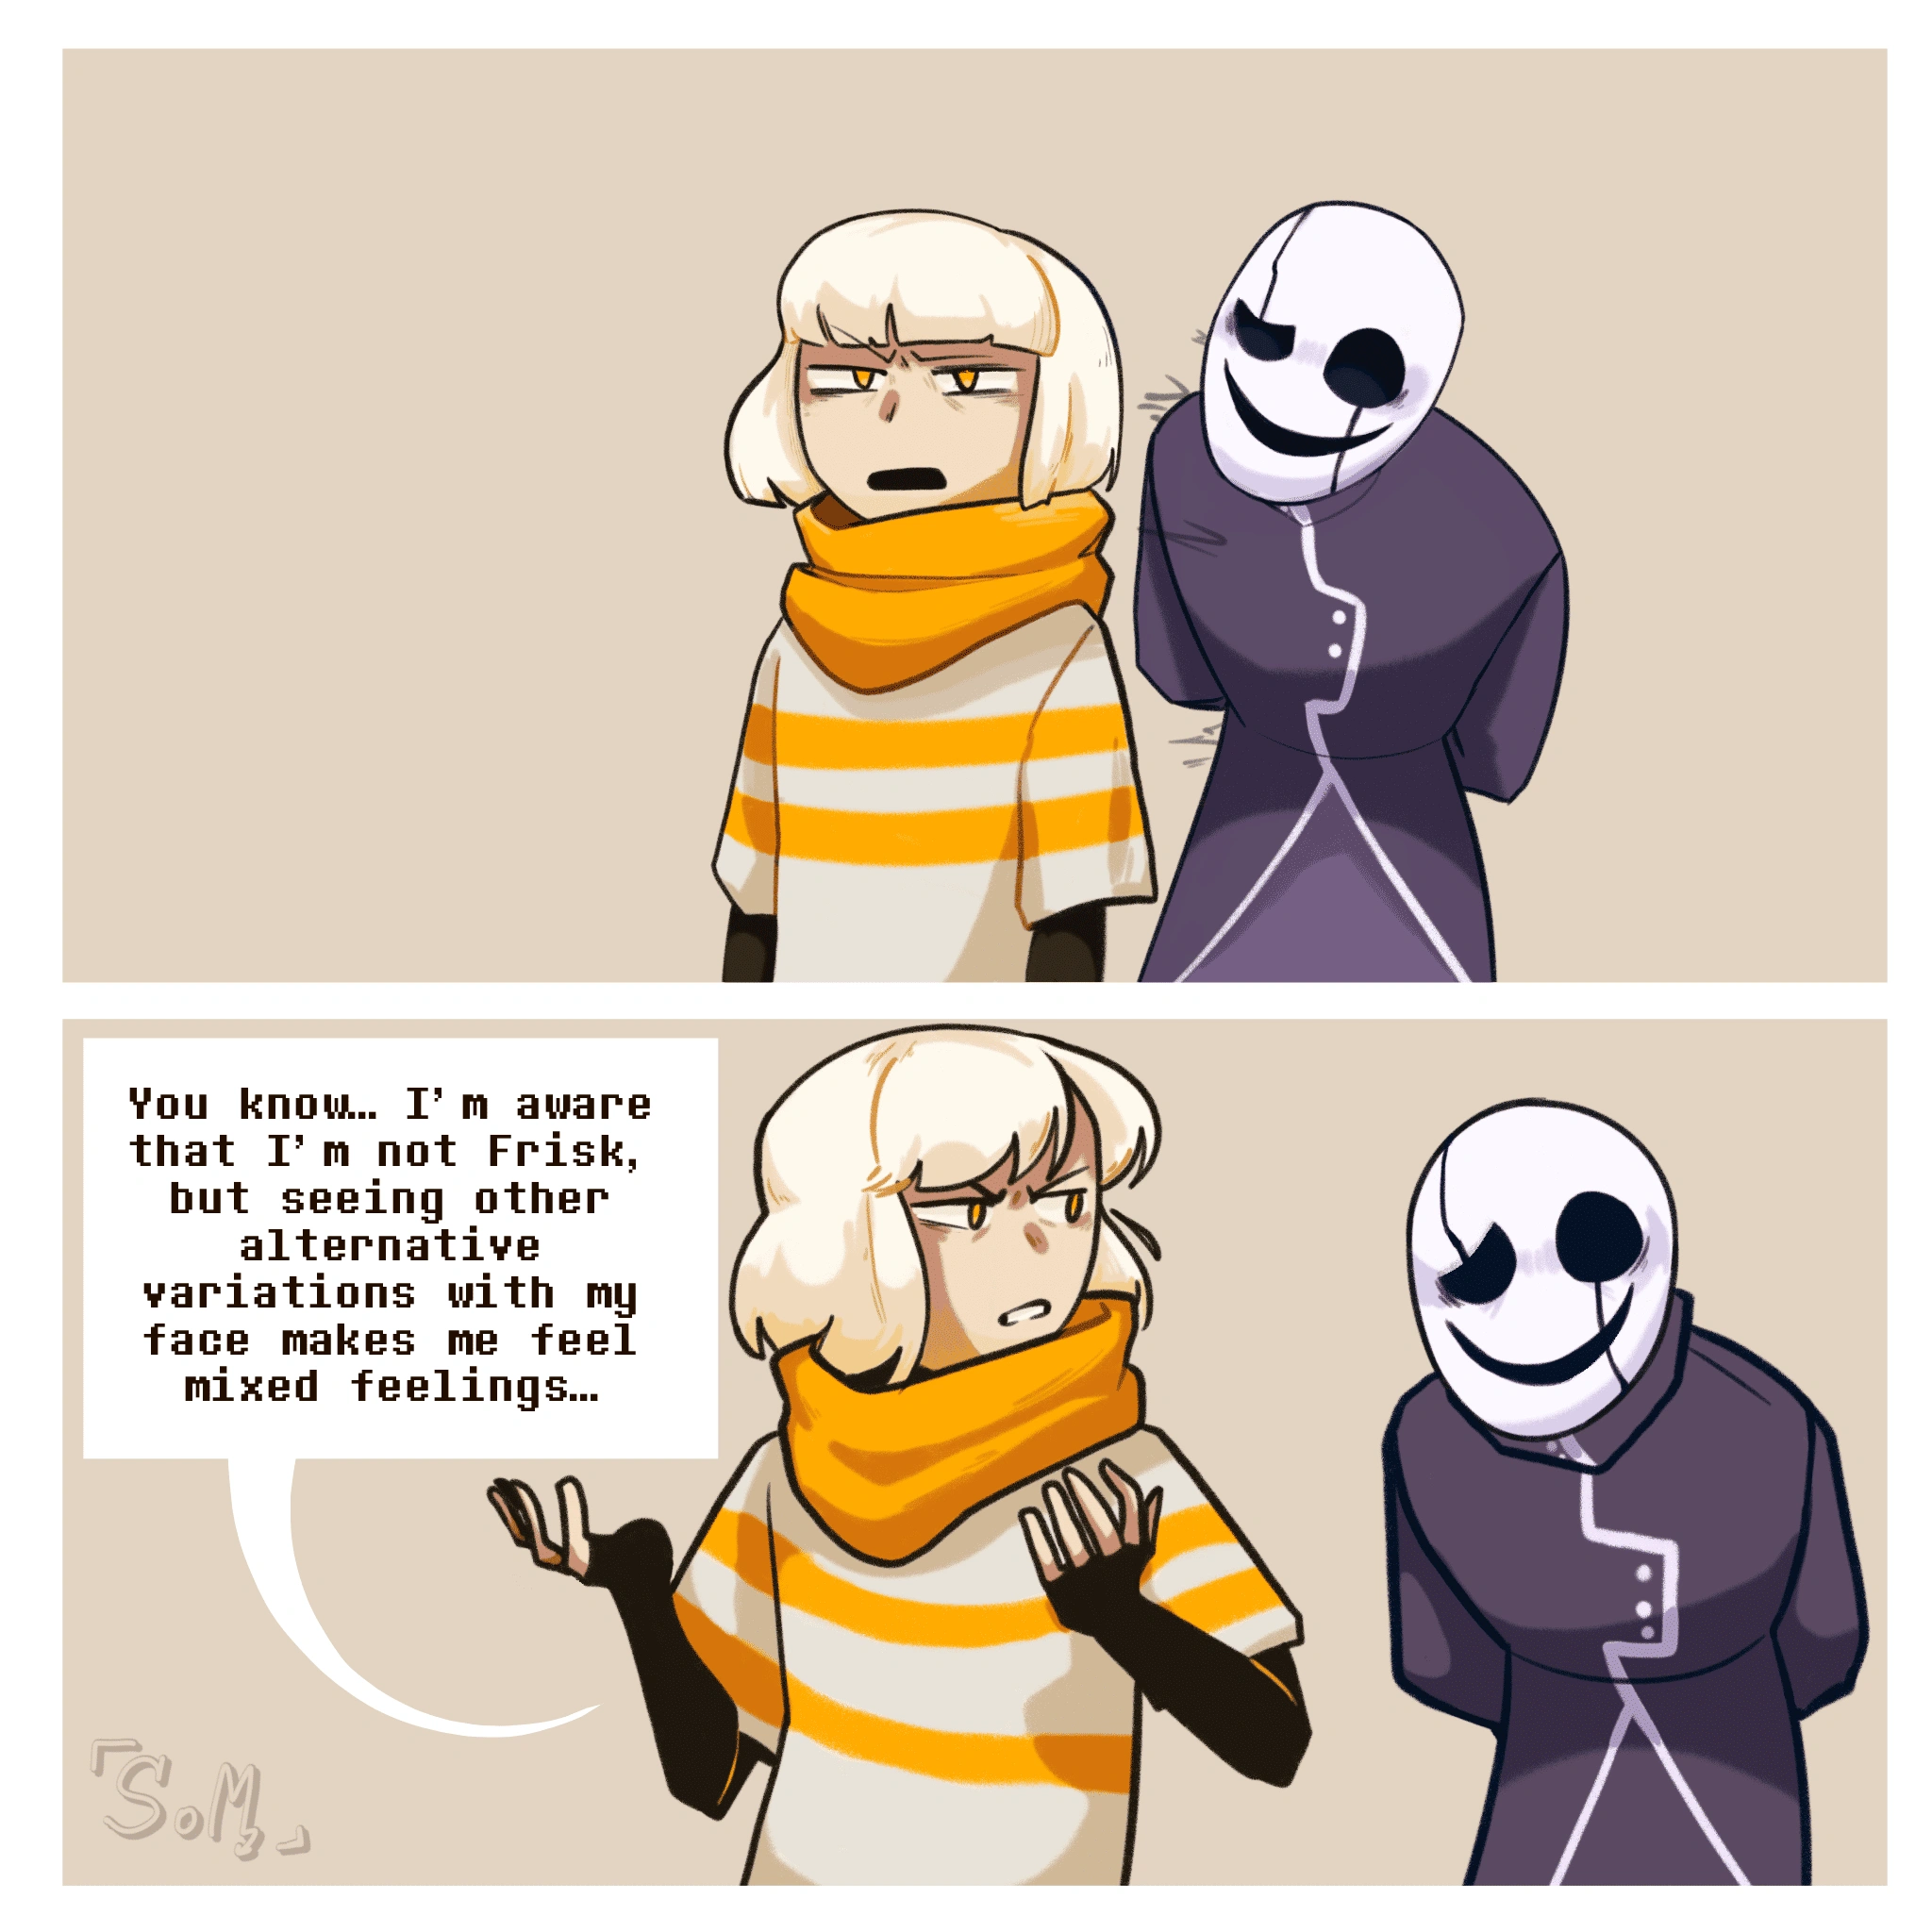 You know… I'm aware
that I'm not Frisk,
but seeing other
alternative
variations with my
face makes me feel
mixed feelings…
「SoM₂」